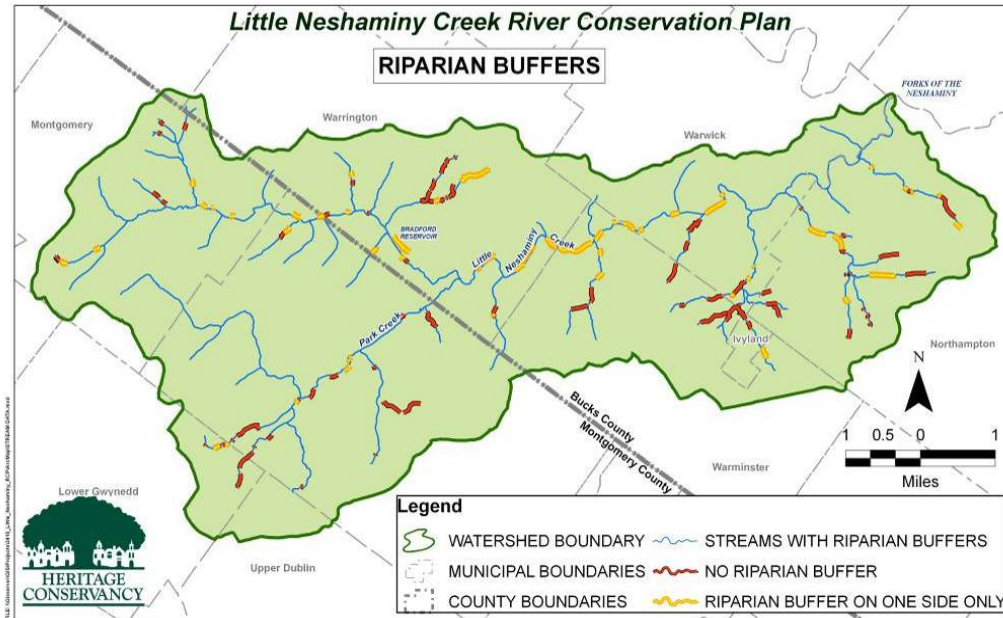 Little Neshaminy Creek River Conservation Plan
RIPARIAN BUFFERS
FORKS OF THE
NESHAMINY
Montgomery
Warrington
Warwick
BRADFORD
RESERVOIR
Little
Neshaminy
Creek
Park Creek
Ivyland
Northampton
N
Bucks County
Montgomery County
1 0.5 0 1
Miles
Warminster
Lower Gwynedd
Upper Dublin
HERITAGE
CONSERVANCY
Legend
WATERSHED BOUNDARY
STREAMS WITH RIPARIAN BUFFERS
MUNICIPAL BOUNDARIES
NO RIPARIAN BUFFER
COUNTY BOUNDARIES
RIPARIAN BUFFER ON ONE SIDE ONLY